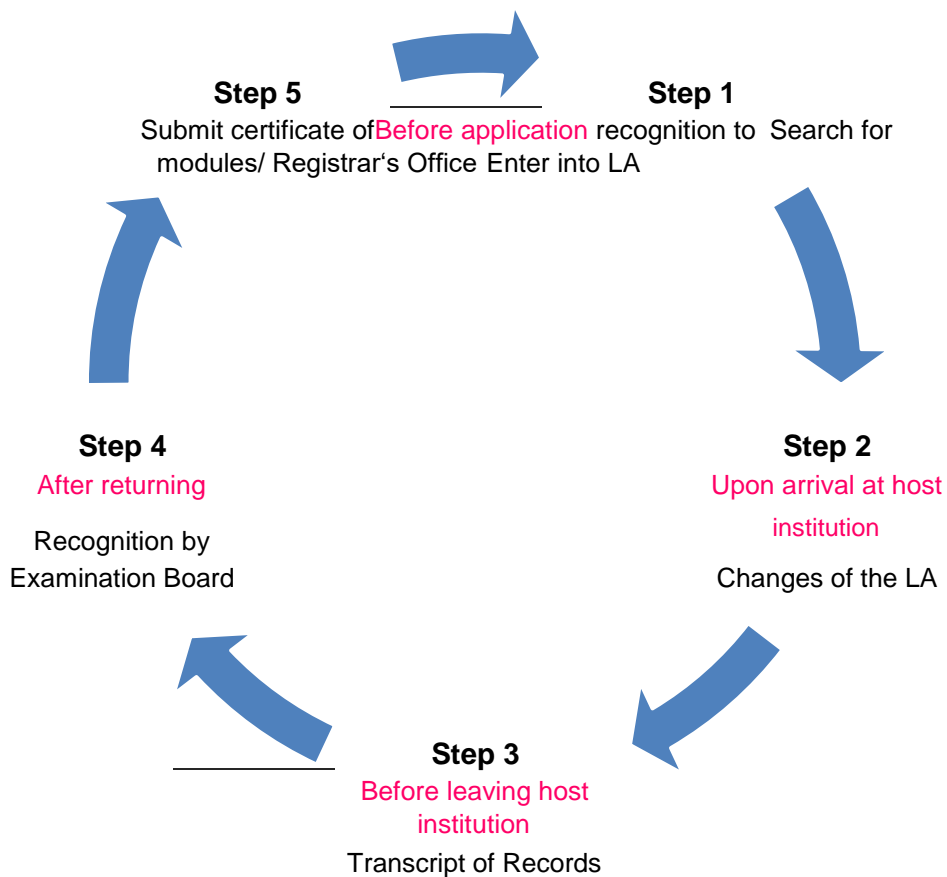 Step 5
Step 1
Submit certificate ofBefore application recognition to Search for
modules/ Registrar‘s Office Enter into LA
Step 4
After returning
Recognition by
Examination Board
Step 2
Upon arrival at host
institution
Changes of the LA
Step 3
Before leaving host
institution
Transcript of Records